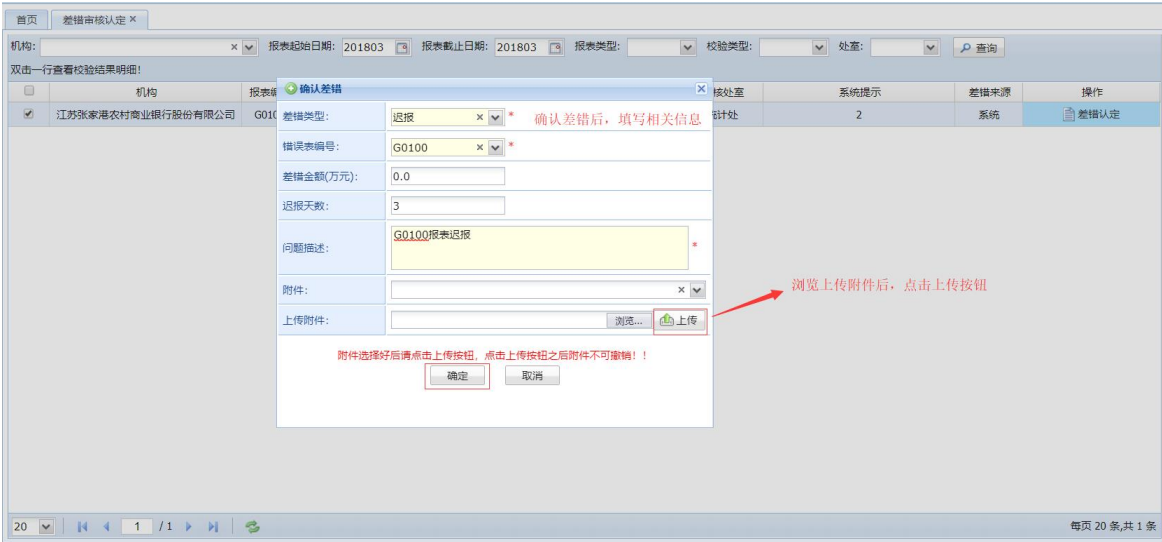 首页 差错审核认定 ×
机构: × 报表起始日期: 201803 报表截止日期: 201803 报表类型: 校验类型: 处室: 查询
双击一行查看校验结果明细!
机构 报表编 核处室 系统提示 差错来源 操作
江苏张家港农村商业银行股份有限公司 G010 统计处 2 系统 差错认定
确认差错 ×
差错类型: 迟报 × * 确认差错后，填写相关信息
错误表编号: G0100 × *
差错金额(万元): 0.0
迟报天数: 3
问题描述: G0100报表迟报 *
附件: ×
上传附件: 浏览... 上传
浏览上传附件后，点击上传按钮
附件选择好后请点击上传按钮，点击上传按钮之后附件不可撤销！！
确定 取消
20 1 /1 每页 20 条,共 1 条